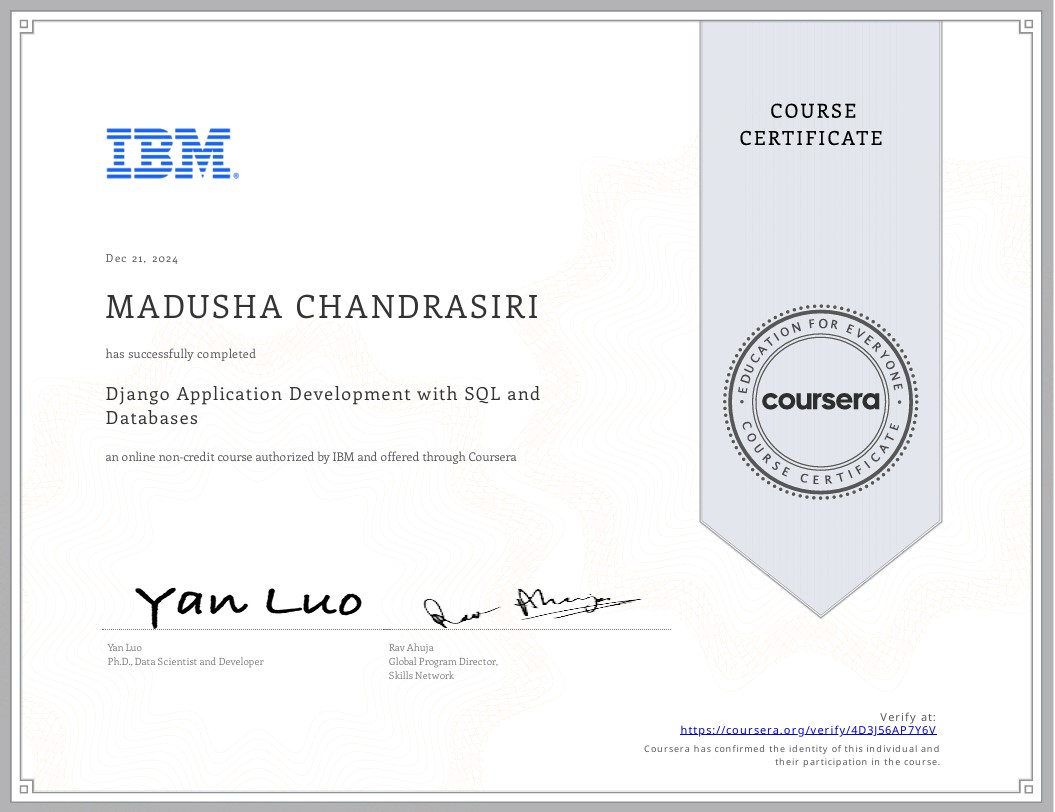 COURSE
CERTIFICATE
IBM®
Dec 21, 2024
MADUSHA CHANDRASIRI
has successfully completed
Django Application Development with SQL and
Databases
an online non-credit course authorized by IBM and offered through Coursera
EDUCATION FOR EVERYONE
coursera
COURSE CERTIFICATE
Yan Luo
Rav Ahuja
Yan Luo
Ph.D., Data Scientist and Developer
Rav Ahuja
Global Program Director,
Skills Network
Verify at:
https://coursera.org/verify/4D3J56AP7Y6V
Coursera has confirmed the identity of this individual and
their participation in the course.